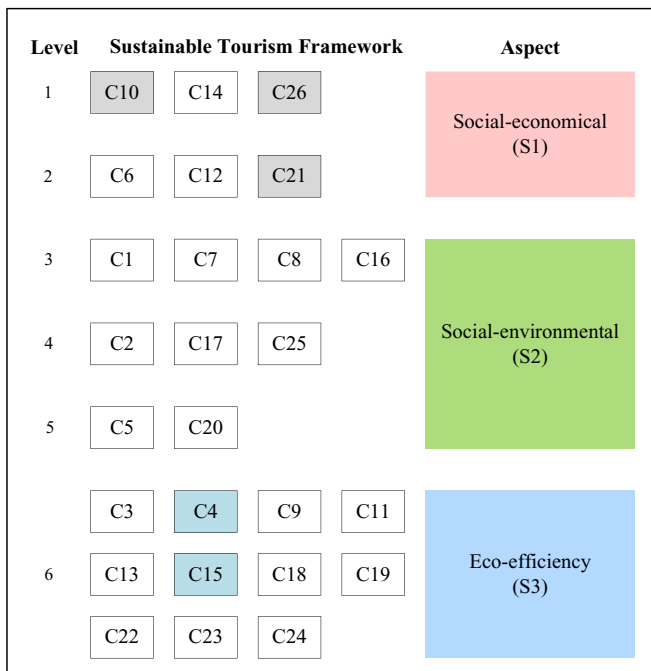 Level Sustainable Tourism Framework Aspect
1 C10 C14 C26
Social-economical
(S1)
2 C6 C12 C21
3 C1 C7 C8 C16
Social-environmental
(S2)
4 C2 C17 C25
5 C5 C20
C3 C4 C9 C11
6 C13 C15 C18 C19
Eco-efficiency
(S3)
C22 C23 C24